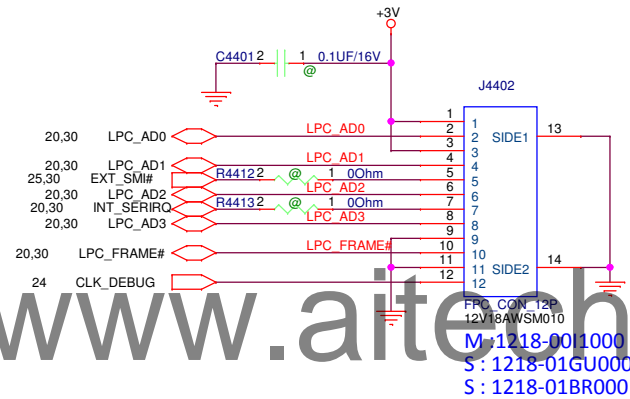 +3V
C4401 2 1 0.1UF/16V
@
J4402
1 1
20,30 LPC_AD0 LPC_AD0 2 2 SIDE1 13
3 3
20,30 LPC_AD1 LPC_AD1 4 4
25,30 EXT_SMI# R4412 2 @ 1 0Ohm 5 5
20,30 LPC_AD2 LPC_AD2 6 6
20,30 INT_SERIRQ R4413 2 @ 1 0Ohm 7 7
20,30 LPC_AD3 LPC_AD3 8 8
9 9
20,30 LPC_FRAME# LPC_FRAME# 10 10
11 11 SIDE2 14
24 CLK_DEBUG 12 12
FPC_CON_12P
12V18AWSM010
www.aitech
M :1218-00I1000
S : 1218-01GU000
S : 1218-01BR000